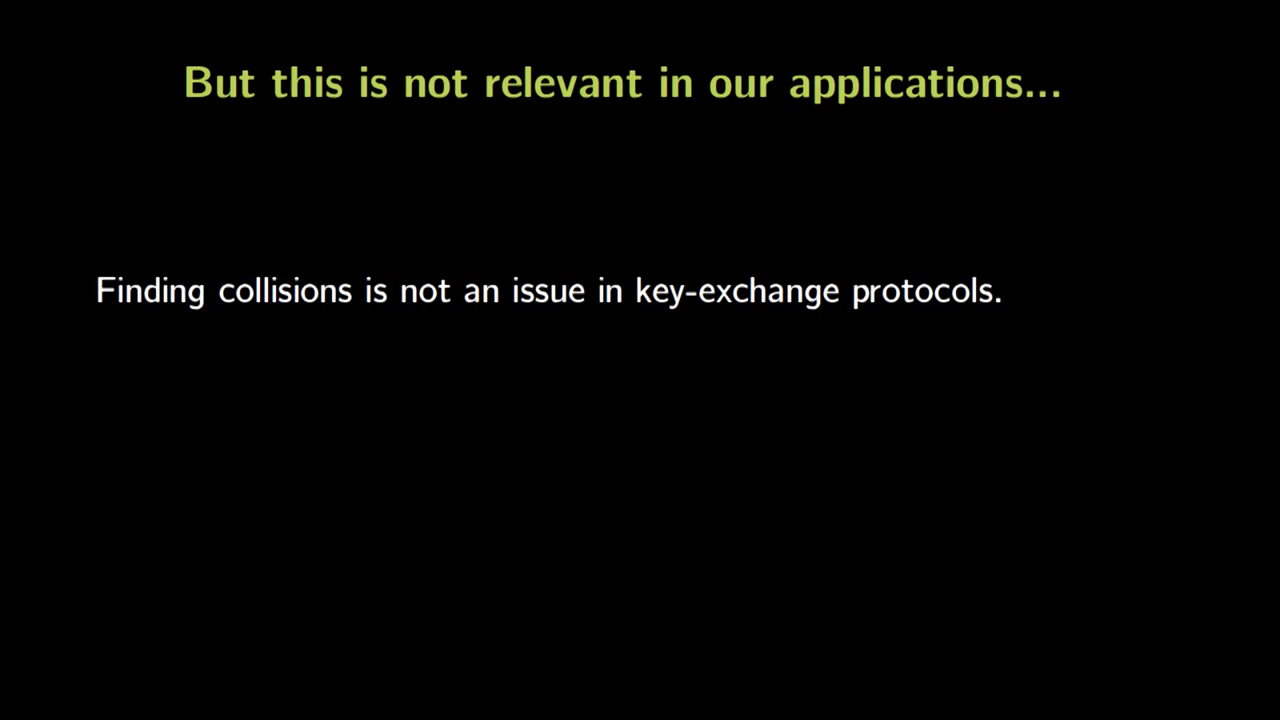 But this is not relevant in our applications...
Finding collisions is not an issue in key-exchange protocols.